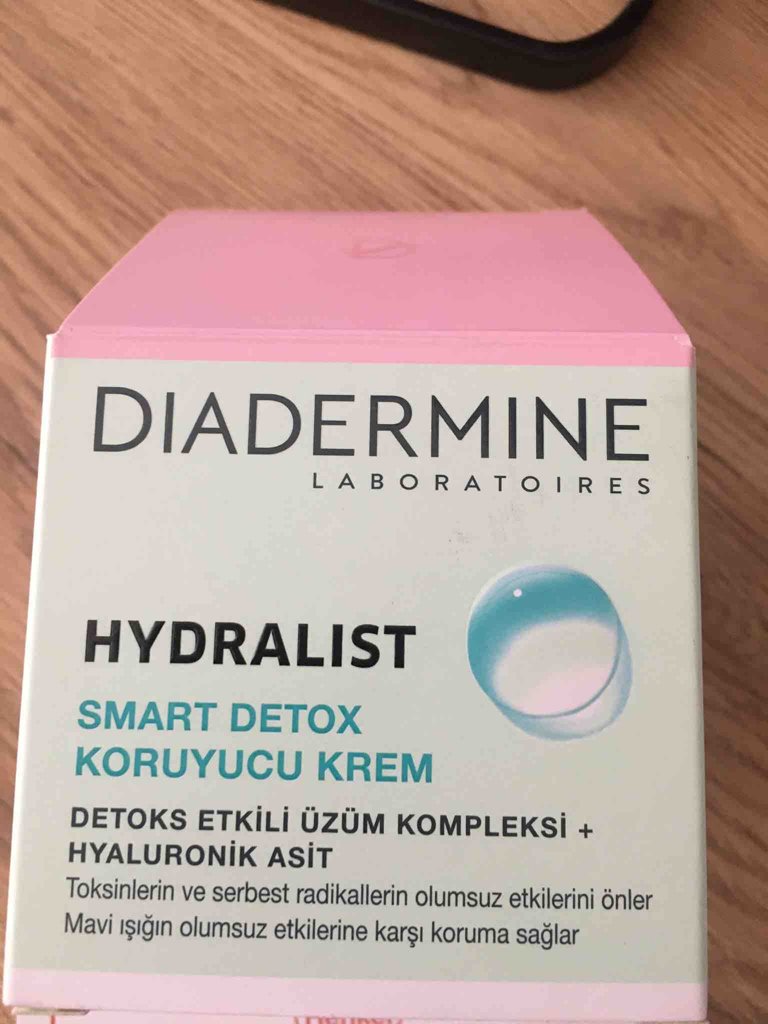 DIADERMINE
LABORATOIRES
HYDRALIST
SMART DETOX
KORUYUCU KREM
DETOKS ETKİLİ ÜZÜM KOMPLEKSİ +
HYALURONİK ASİT
Toksinlerin ve serbest radikallerin olumsuz etkilerini önler
Mavi ışığın olumsuz etkilerine karşı koruma sağlar